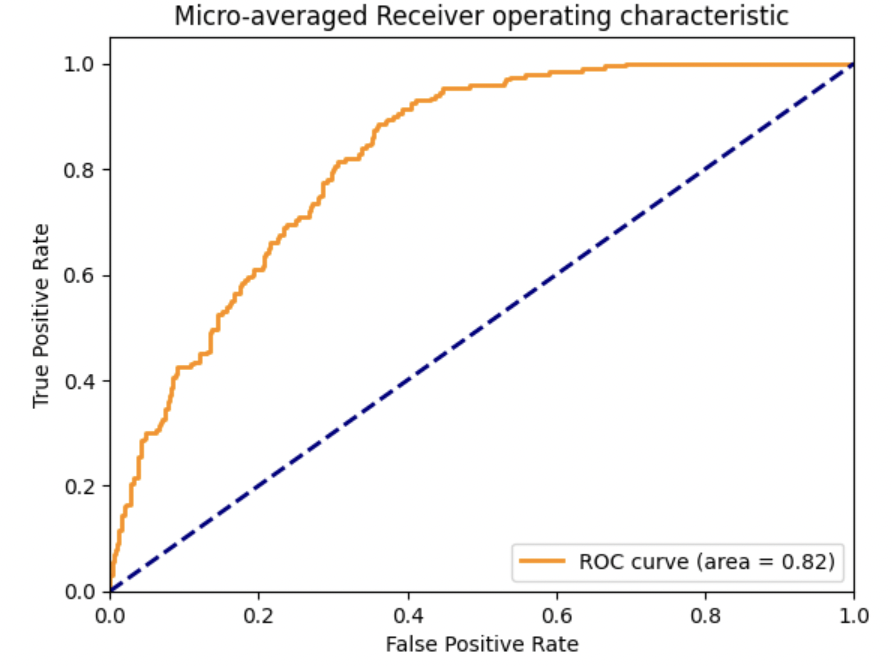 Micro-averaged Receiver operating characteristic
True Positive Rate
1.0
0.8
0.6
0.4
0.2
0.0
ROC curve (area = 0.82)
0.0 0.2 0.4 0.6 0.8 1.0
False Positive Rate